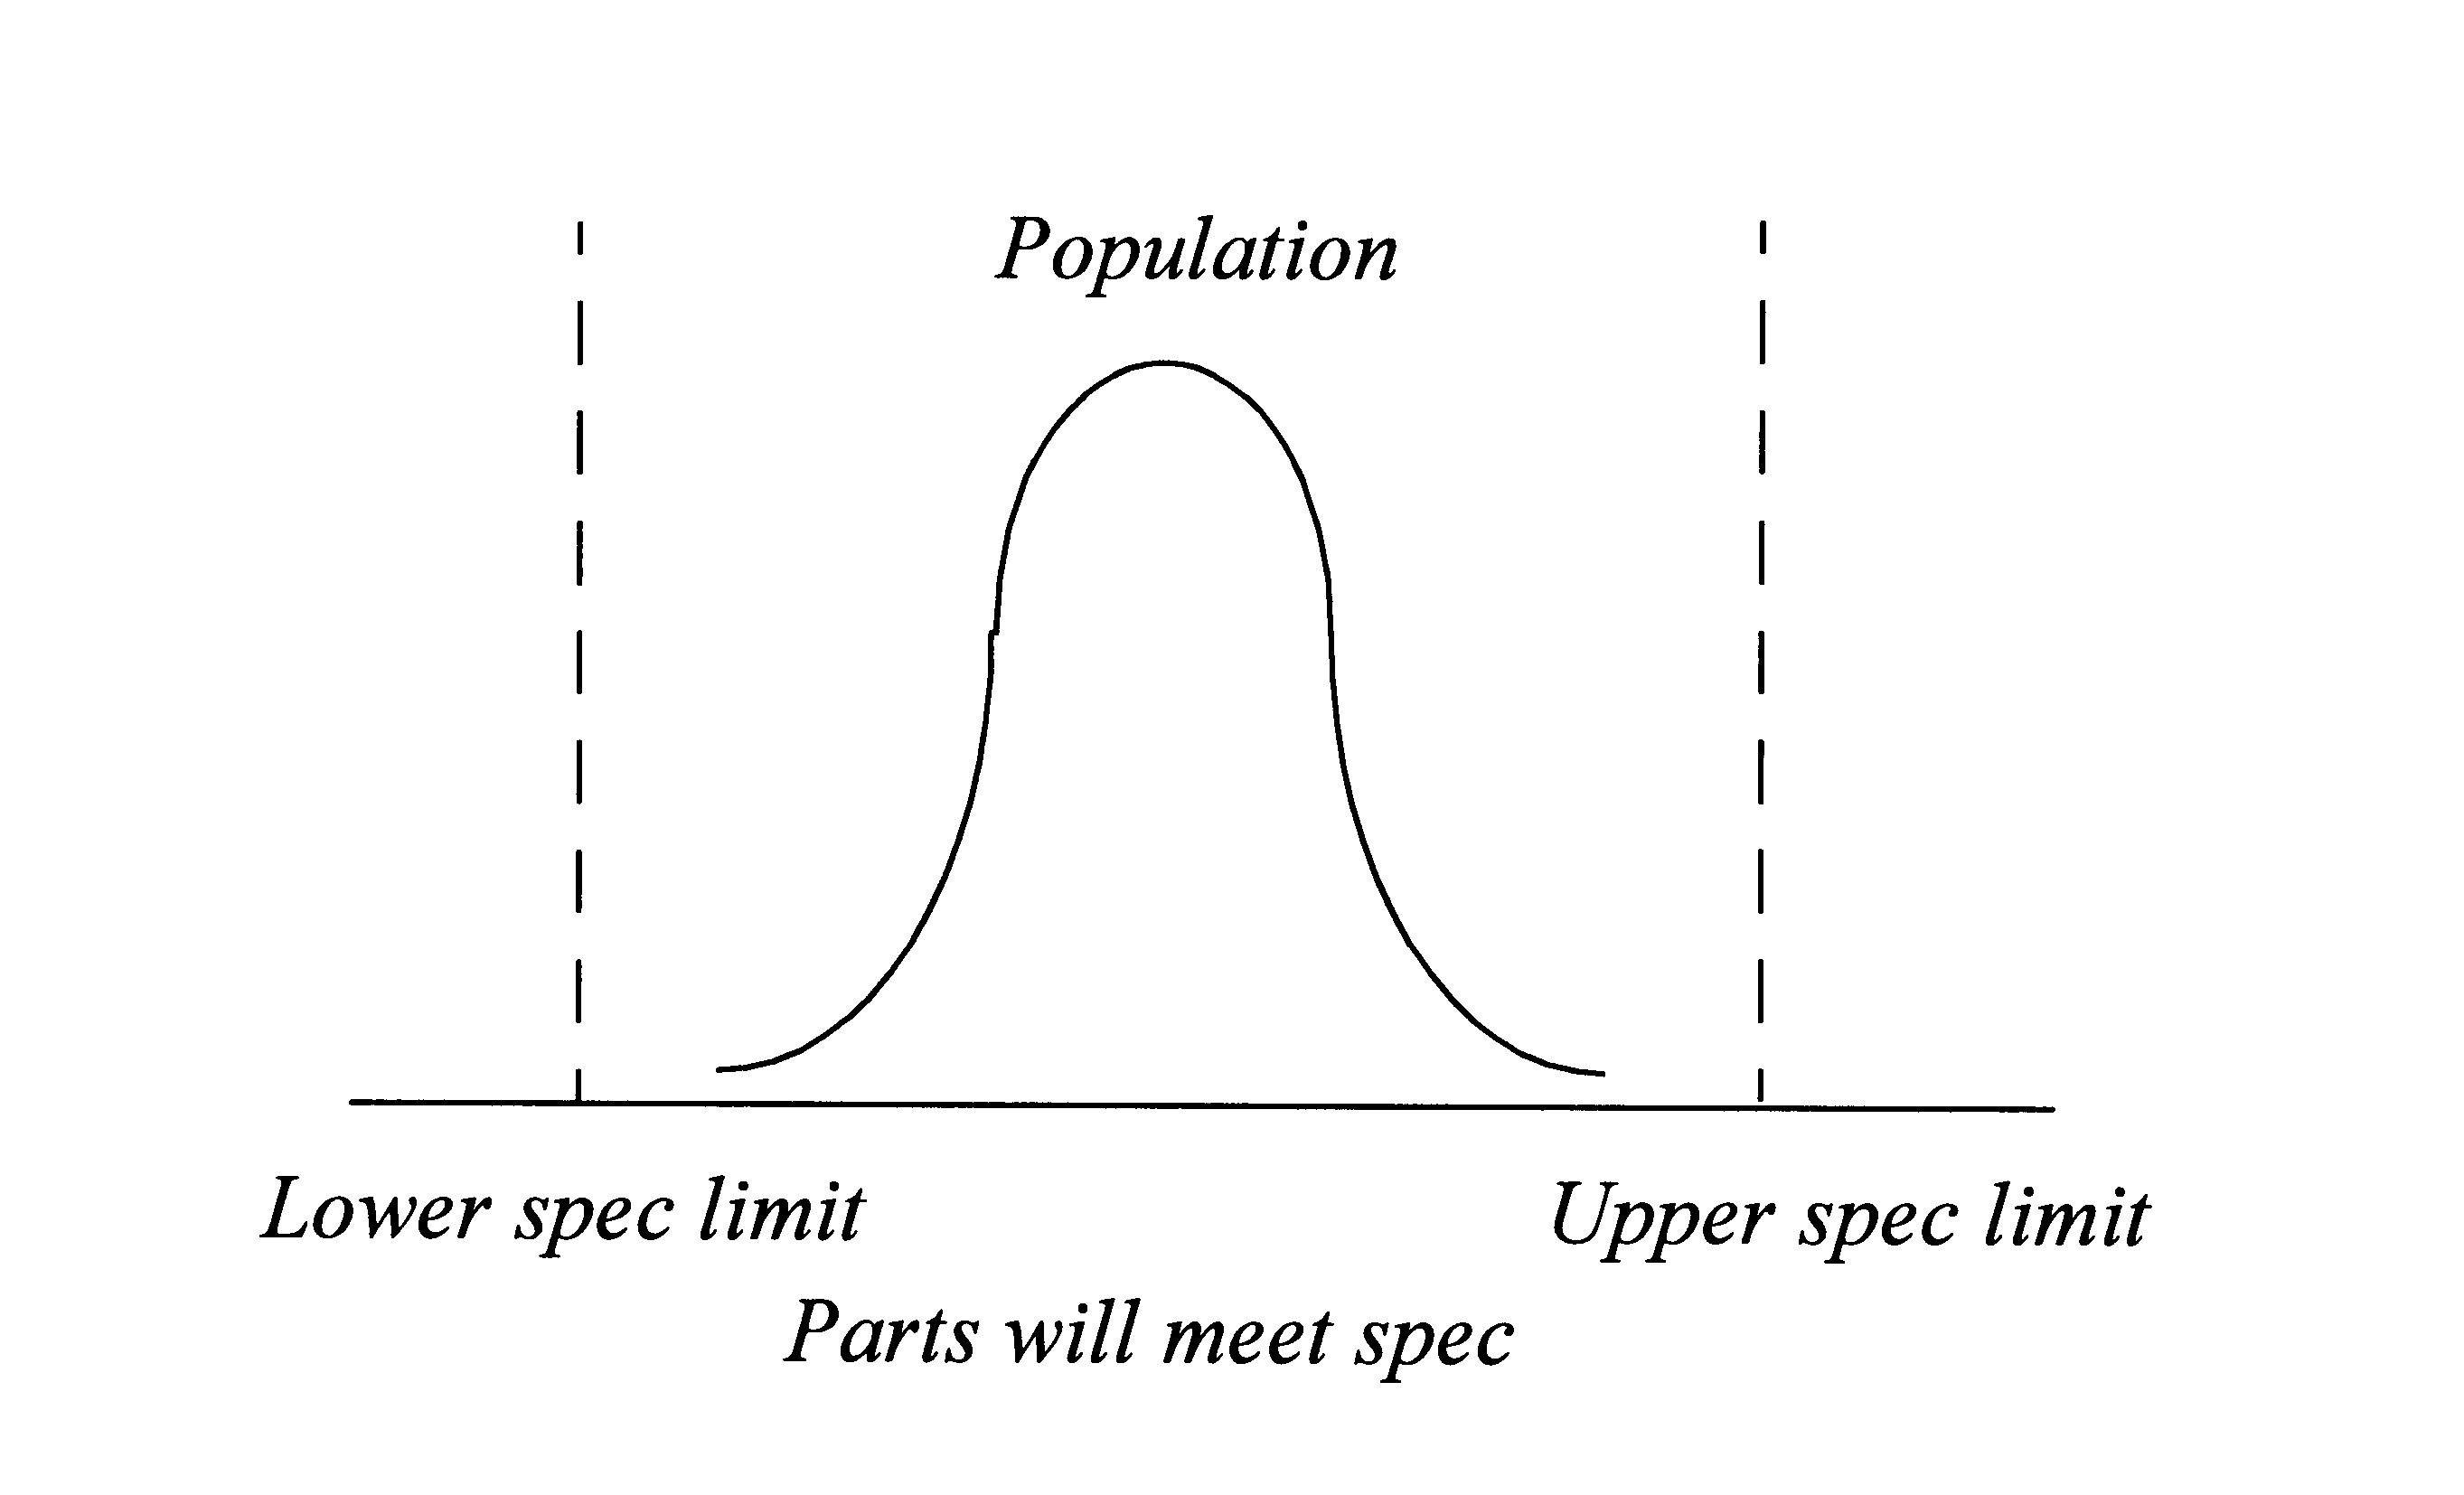 Population
Lower spec limit
Upper spec limit
Parts will meet spec